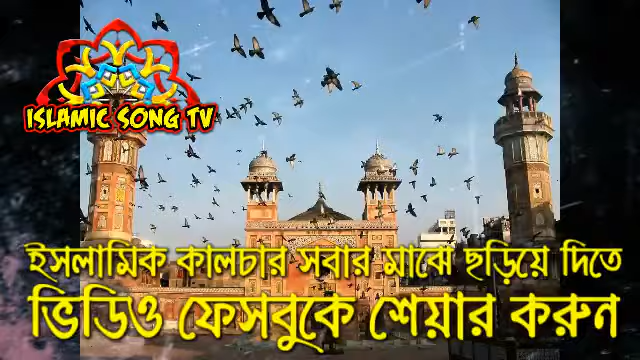 ISLAMIC SONG TV
ইসলামিক কালচার সবার মাঝে ছড়িয়ে দিতে
ভিডিও ফেসবুকে শেয়ার করুন